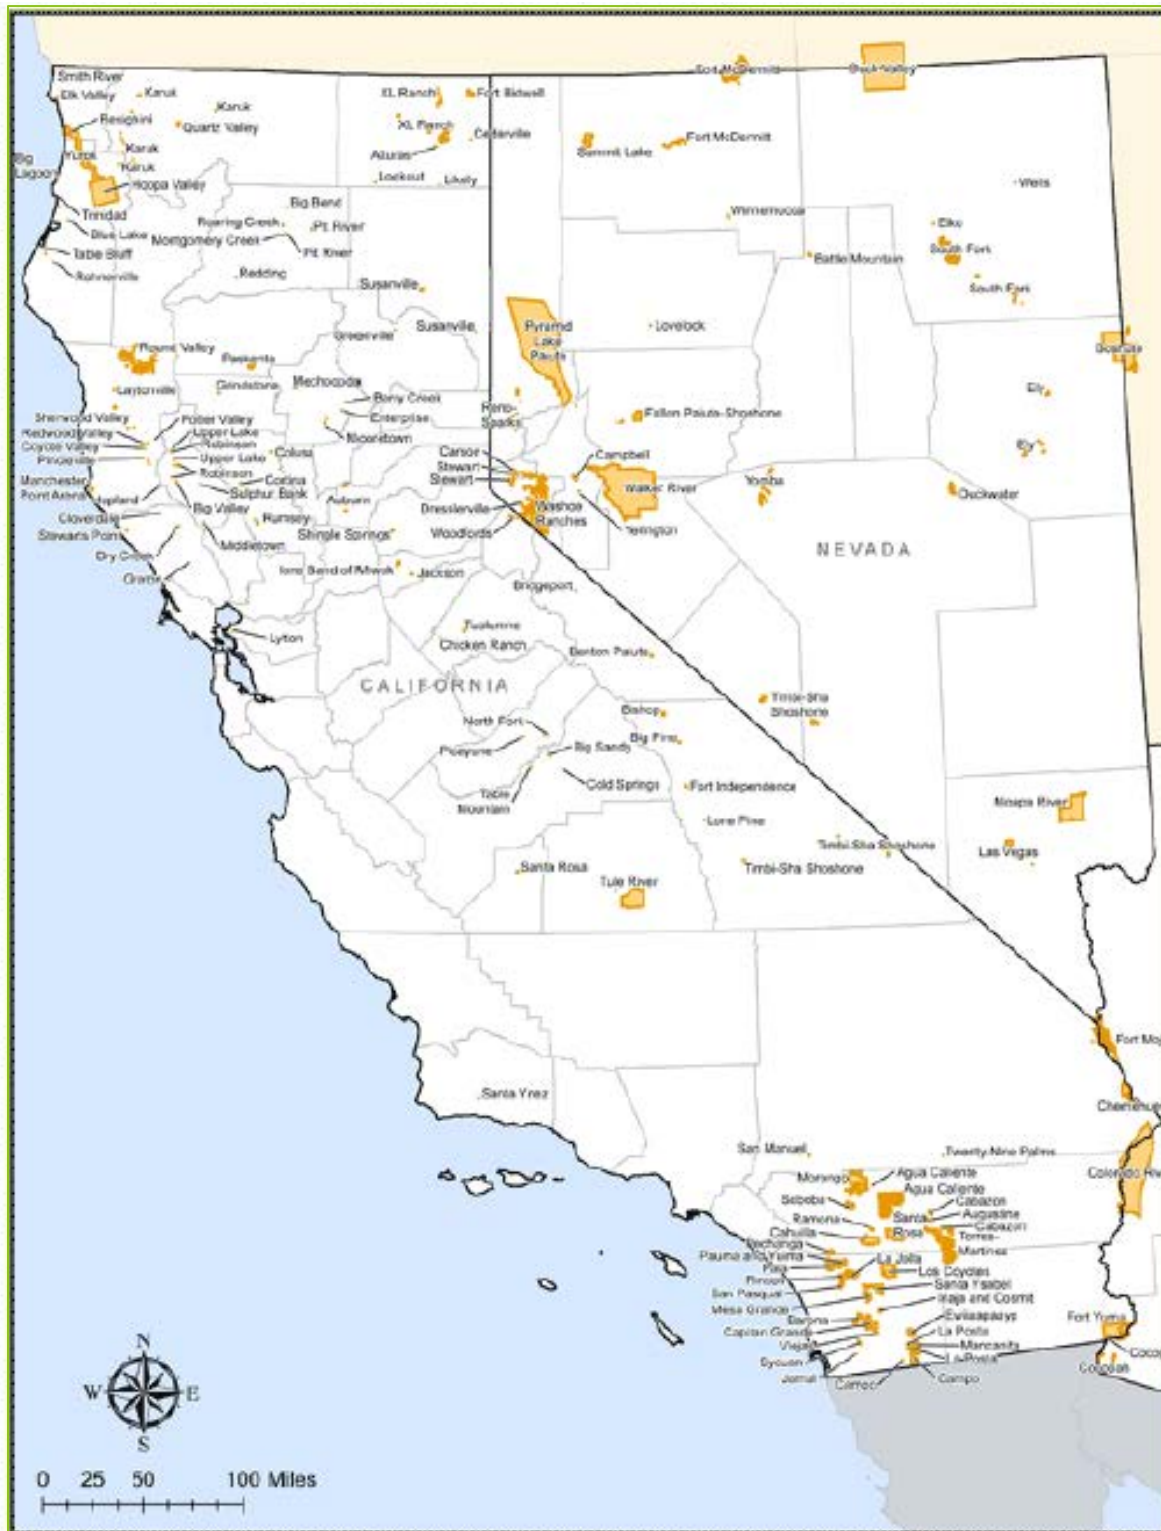 Fort McDermitt
Duck Valley
Smith River
Elk Valley
Karuk
Karuk
XL Ranch
Fort Bidwell
Resighini
Quartz Valley
XL Ranch
Cedarville
Fort McDermitt
Summit Lake
Yurok
Karuk
Karuk
Alturas
Big
Lagoon
Hoopa Valley
Lookout
Likely
Wells
Trinidad
Big Bend
Winnemucca
Elko
Blue Lake
Roaring Creek
Pit River
Montgomery Creek
Pit River
Table Bluff
Rohnerville
Redding
Battle Mountain
South Fork
Susanville
South Fork
Greenville
Susanville
Pyramid
Lake
Paiute
Lovelock
Round Valley
Paskenta
Goshute
Laytonville
Grindstone
Mechoopda
Berry Creek
Enterprise
Mooretown
Reno-
Sparks
Fallon Paiute-Shoshone
Ely
Ely
Sherwood Valley
Potter Valley
Redwood Valley
Upper Lake
Coyote Valley
Robinson
Pinoleville
Upper Lake
Colusa
Robinson
Cortina
Manchester
Point Arena
Hopland
Sulphur Bank
Big Valley
Auburn
Cloverdale
Rumsey
Stewart's Point
Middletown
Shingle Springs
Dry Creek
Graton
Ione Band of Miwok
Jackson
Carson
Stewart
Stewart
Campbell
Walker River
Yomba
Duckwater
Dresslerville
Washoe
Ranches
Woodfords
Yerington
NEVADA
Bridgeport
Lytton
Tuolumne
Chicken Ranch
Benton Paiute
CALIFORNIA
Timbi-Sha
Shoshone
North Fork
Bishop
Picayune
Big Sandy
Big Pine
Table
Mountain
Cold Springs
Fort Independence
Lone Pine
Moapa River
Las Vegas
Timbi-Sha Shoshone
Timbi-Sha Shoshone
Santa Rosa
Tule River
Fort Moj
Santa Ynez
Chemehuev
San Manuel
Twenty-Nine Palms
Colorado Riv
Morongo
Agua Caliente
Agua Caliente
Soboba
Cabazon
Ramona
Santa
Rosa
Augustine
Cahuilla
Cabazon
Torres-
Martinez
Pechanga
Pauma and Yuima
La Jolla
Pala
Los Coyotes
Rincon
Santa Ysabel
San Pasqual
Inaja and Cosmit
Mesa Grande
Barona
Ewiiaapaayp
Capitan Grande
La Posta
Viejas
Manzanita
Sycuan
La Posta
Jamul
Campo
Campo
Fort Yuma
Cocopah
Cocop
N
W
E
S
0 25 50 100 Miles